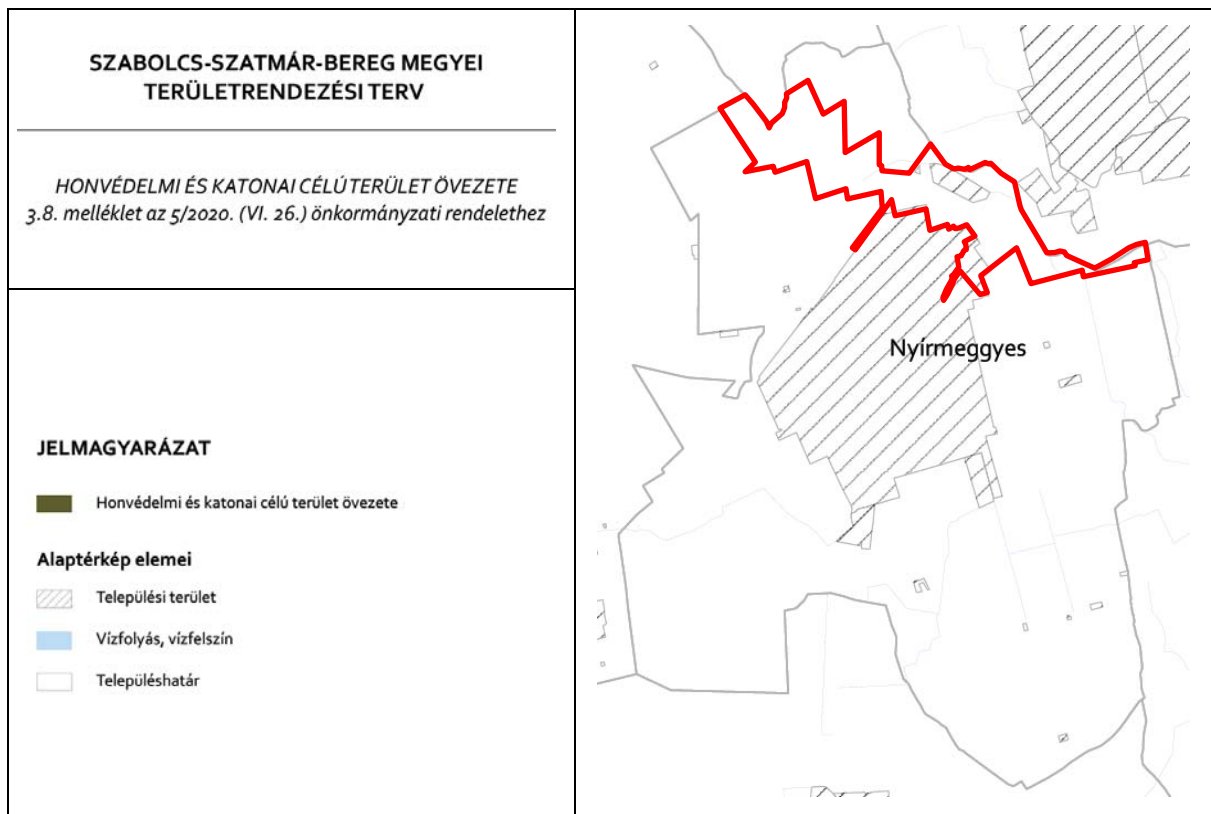 SZABOLCS-SZATMÁR-BEREG MEGYEI
TERÜLETRENDEZÉSI TERV
HONVÉDELMI ÉS KATONAI CÉLÚ TERÜLET ÖVEZETE
3.8. melléklet az 5/2020. (VI. 26.) önkormányzati rendelethez
JELMAGYARÁZAT
Honvédelmi és katonai célú terület övezete
Alaptérkép elemei
Települési terület
Vízfolyás, vízfelszín
Településhatár
Nyírmeggyes